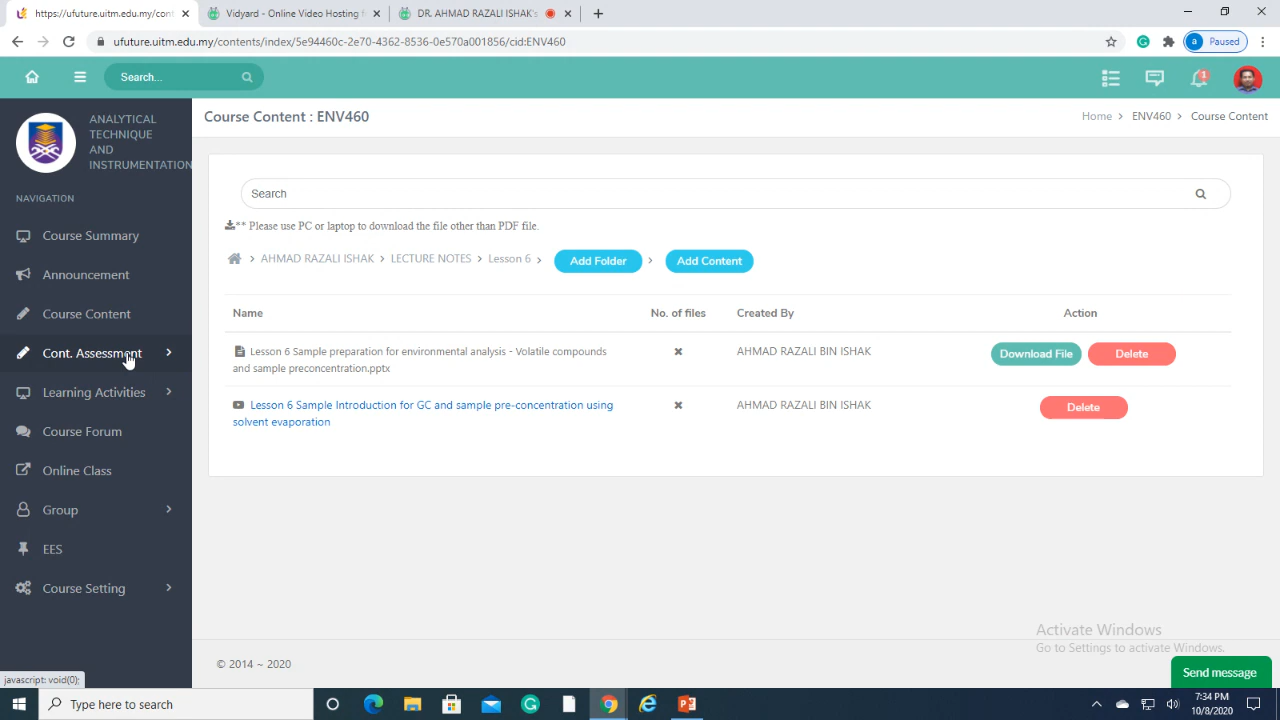 https://ufuture.uitm.edu.my/cont
Vidyard - Online Video Hosting f
DR. AHMAD RAZALI ISHAK's
ufuture.uitm.edu.my/contents/index/5e94460c-2e70-4362-8536-0e570a001856/cid:ENV460
a
Paused
Search...
1
ANALYTICAL
TECHNIQUE
AND
INSTRUMENTATION
Course Content : ENV460
Home > ENV460 > Course Content
NAVIGATION
Course Summary
Announcement
Course Content
Cont. Assessment
Learning Activities
Course Forum
Online Class
Group
EES
Course Setting
Search
** Please use PC or laptop to download the file other than PDF file.
> AHMAD RAZALI ISHAK > LECTURE NOTES > Lesson 6 > Add Folder > Add Content
Name No. of files Created By Action
Lesson 6 Sample preparation for environmental analysis - Volatile compounds
and sample preconcentration.pptx
AHMAD RAZALI BIN ISHAK
Download File Delete
Lesson 6 Sample Introduction for GC and sample pre-concentration using
solvent evaporation
AHMAD RAZALI BIN ISHAK
Delete
Activate Windows
Go to Settings to activate Windows.
© 2014 ~ 2020
Send message
javascript: void(0);
Type here to search
7:34 PM
10/8/2020